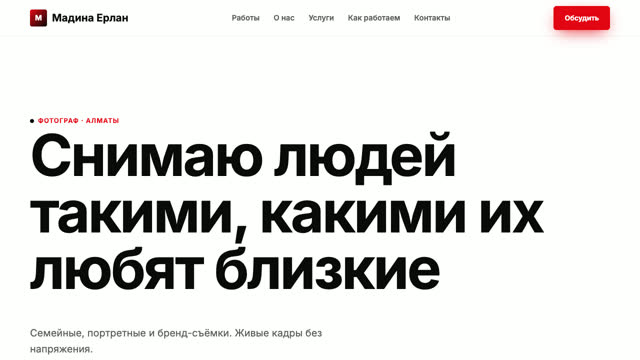 М Мадина Ерлан
Работы О нас Услуги Как работаем Контакты
Обсудить
ФОТОГРАФ · АЛМАТЫ
Снимаю людей
такими, какими их
любят близкие
Семейные, портретные и бренд-съёмки. Живые кадры без
напряжения.